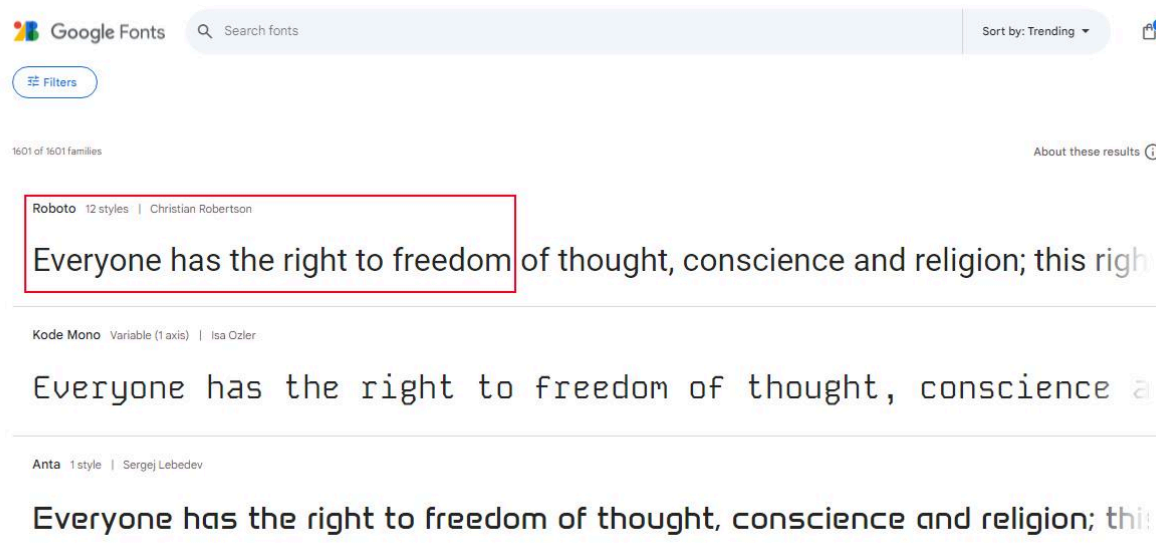 Google Fonts Search fonts Sort by: Trending
Filters
1601 of 1601 families About these results
Roboto 12 styles | Christian Robertson
Everyone has the right to freedom of thought, conscience and religion; this righ
Kode Mono Variable (1 axis) | Isa Ozler
Everyone has the right to freedom of thought, conscience a
Anta 1 style | Sergej Lebedev
Everyone has the right to freedom of thought, conscience and religion; this